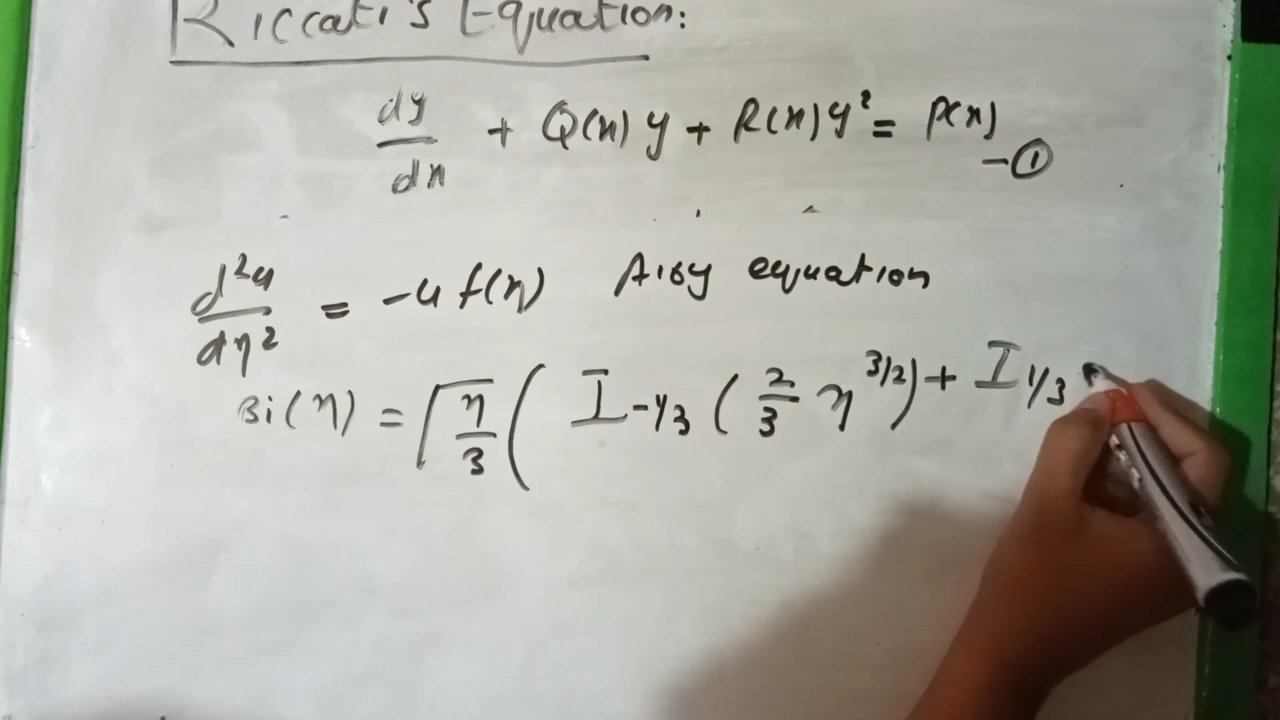 Riccati's Equation:
dy/dx + Q(x) y + R(x) y² = P(x) —①
d²u/dη² = -u f(η) Airy equation
Bi(η) = √(η/3) ( I₋₁/₃ ( 2/3 η^3/2 ) + I₁/₃